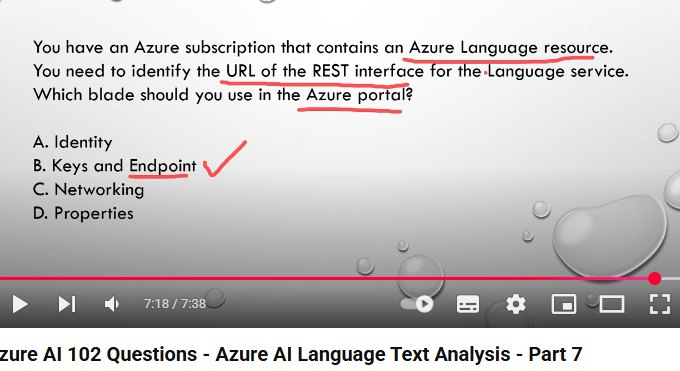 You have an Azure subscription that contains an Azure Language resource.
You need to identify the URL of the REST interface for the Language service.
Which blade should you use in the Azure portal?
A. Identity
B. Keys and Endpoint
C. Networking
D. Properties
7:18 / 7:38
zure AI 102 Questions - Azure AI Language Text Analysis - Part 7